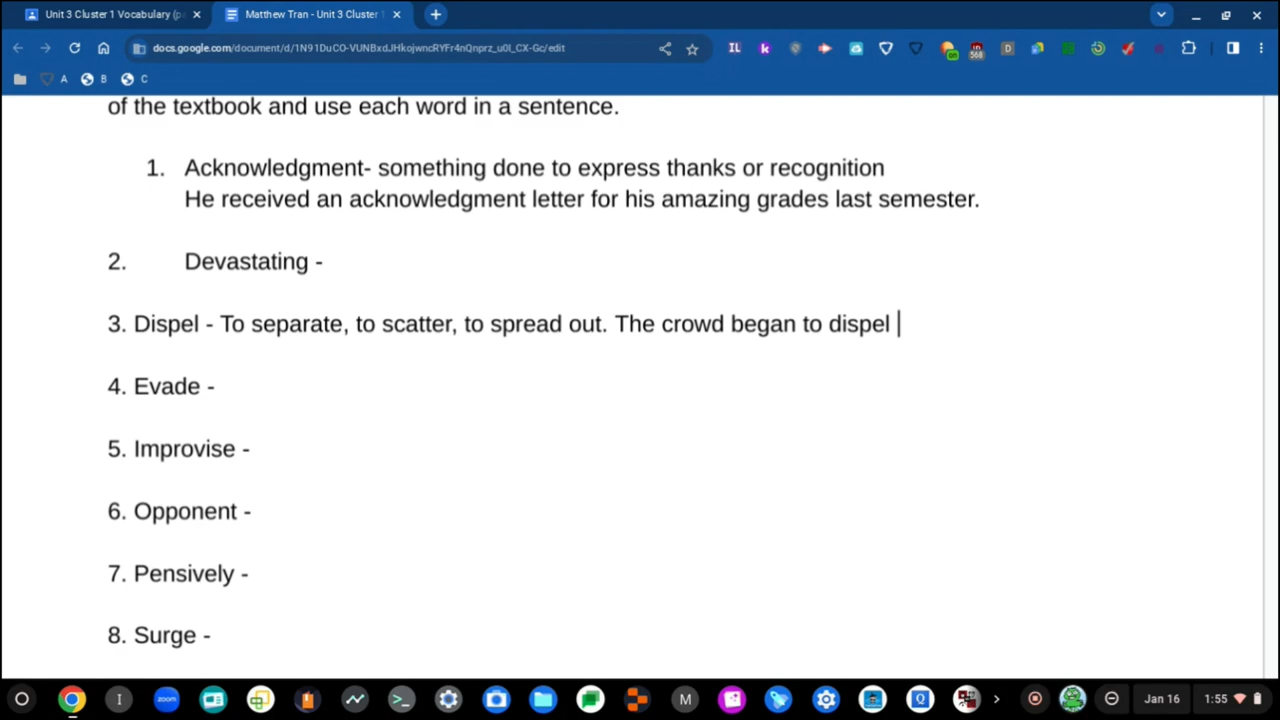 Unit 3 Cluster 1 Vocabulary (pa
Matthew Tran - Unit 3 Cluster 1
docs.google.com/document/d/1N91DuCO-VUNBxdJHkojwncRYFr4nQnprz_u0I_CX-Gc/edit
A B C
of the textbook and use each word in a sentence.
1. Acknowledgment- something done to express thanks or recognition
He received an acknowledgment letter for his amazing grades last semester.
2. Devastating -
3. Dispel - To separate, to scatter, to spread out. The crowd began to dispel
4. Evade -
5. Improvise -
6. Opponent -
7. Pensively -
8. Surge -
Jan 16 1:55